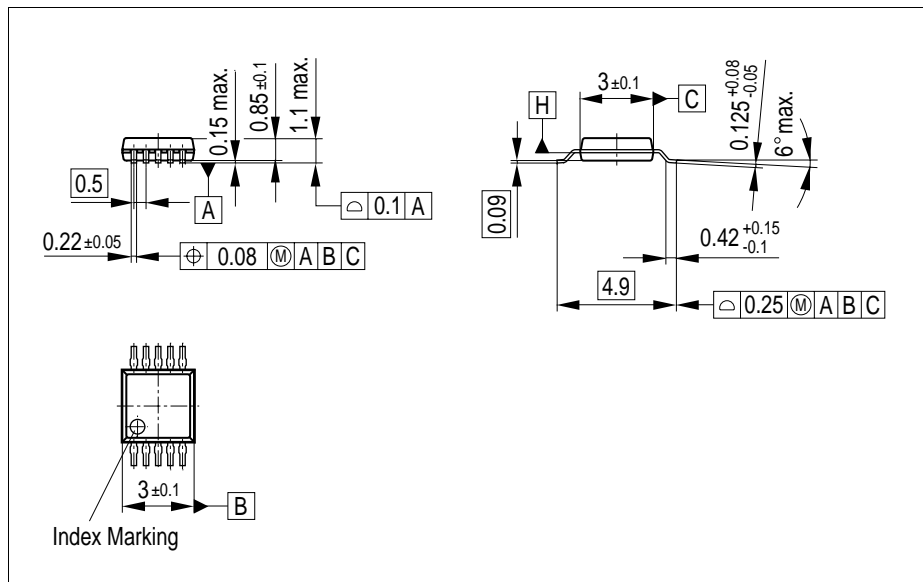 0.15 max.
0.85 ±0.1
1.1 max.
0.5
A
⌓ 0.1 A
0.22 ±0.05
⌖ 0.08 Ⓜ A B C
H
3 ±0.1
C
0.125 +0.08 -0.05
6° max.
0.09
0.42 +0.15 -0.1
4.9
⌓ 0.25 Ⓜ A B C
3 ±0.1
B
Index Marking